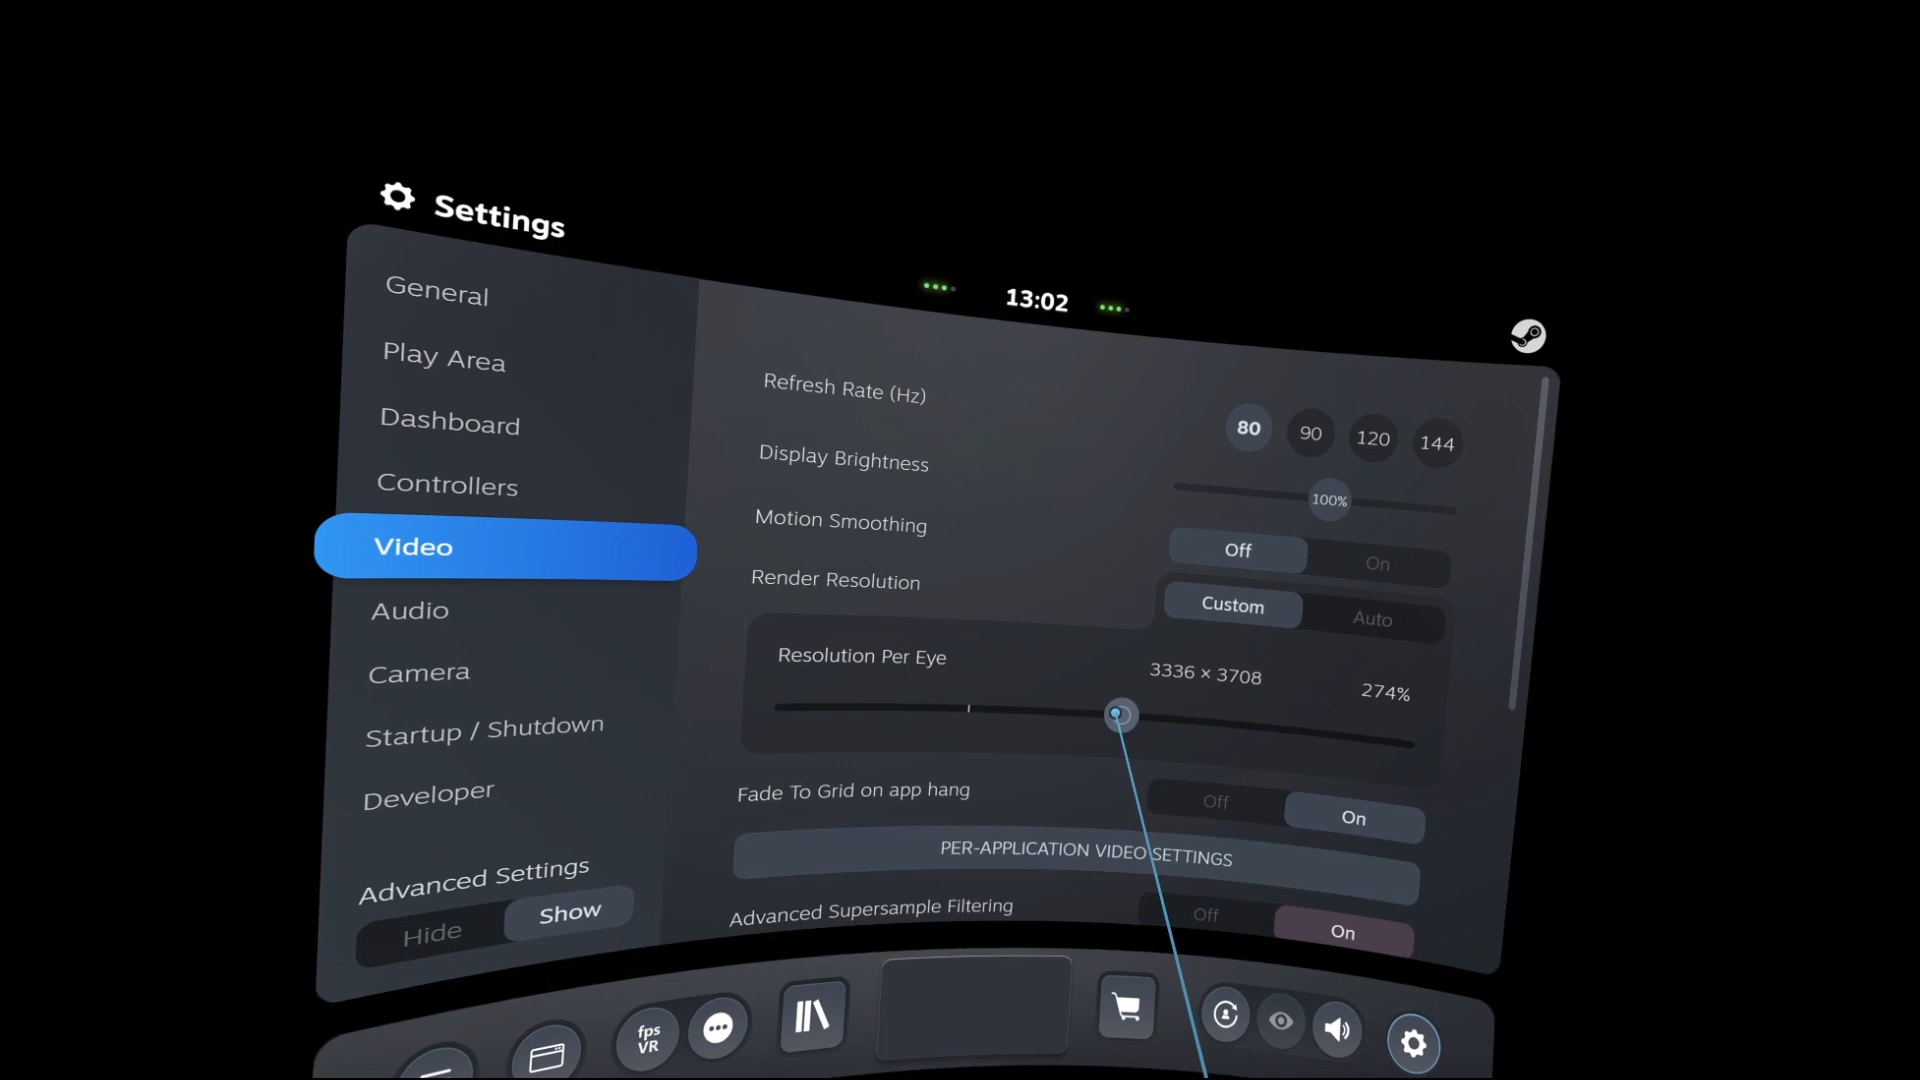 Settings
13:02
General
Play Area
Dashboard
Controllers
Video
Audio
Camera
Startup / Shutdown
Developer
Advanced Settings
Hide Show
Refresh Rate (Hz) 80 90 120 144
Display Brightness 100%
Motion Smoothing Off On
Render Resolution Custom Auto
Resolution Per Eye 3336 × 3708 274%
Fade To Grid on app hang Off On
PER-APPLICATION VIDEO SETTINGS
Advanced Supersample Filtering Off On
fps
VR